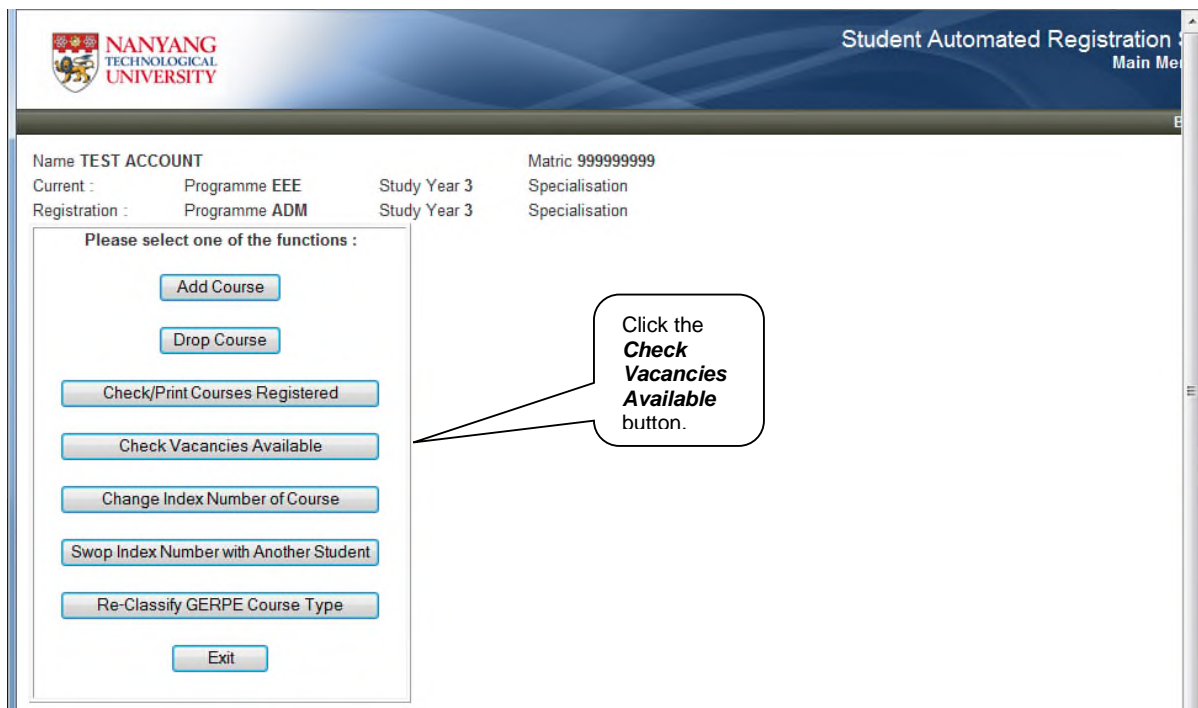 NANYANG
TECHNOLOGICAL
UNIVERSITY
Student Automated Registration
Main
Name TEST ACCOUNT Matric 999999999
Current : Programme EEE Study Year 3 Specialisation
Registration : Programme ADM Study Year 3 Specialisation
Please select one of the functions :
Add Course
Drop Course
Check/Print Courses Registered
Check Vacancies Available
Change Index Number of Course
Swop Index Number with Another Student
Re-Classify GERPE Course Type
Exit
Click the
Check
Vacancies
Available
button.